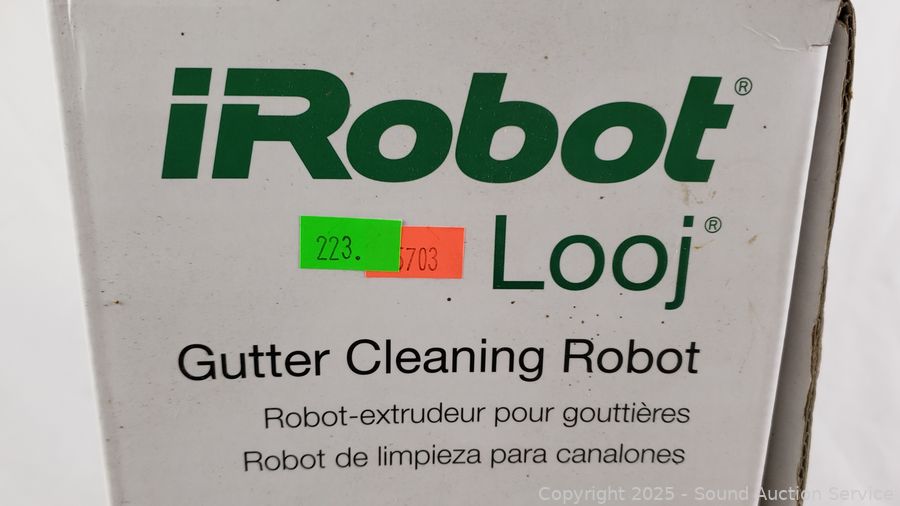 iRobot®
Looj®
223.
5703
Gutter Cleaning Robot
Robot-extrudeur pour gouttières
Robot de limpieza para canalones
Copyright 2025 - Sound Auction Service